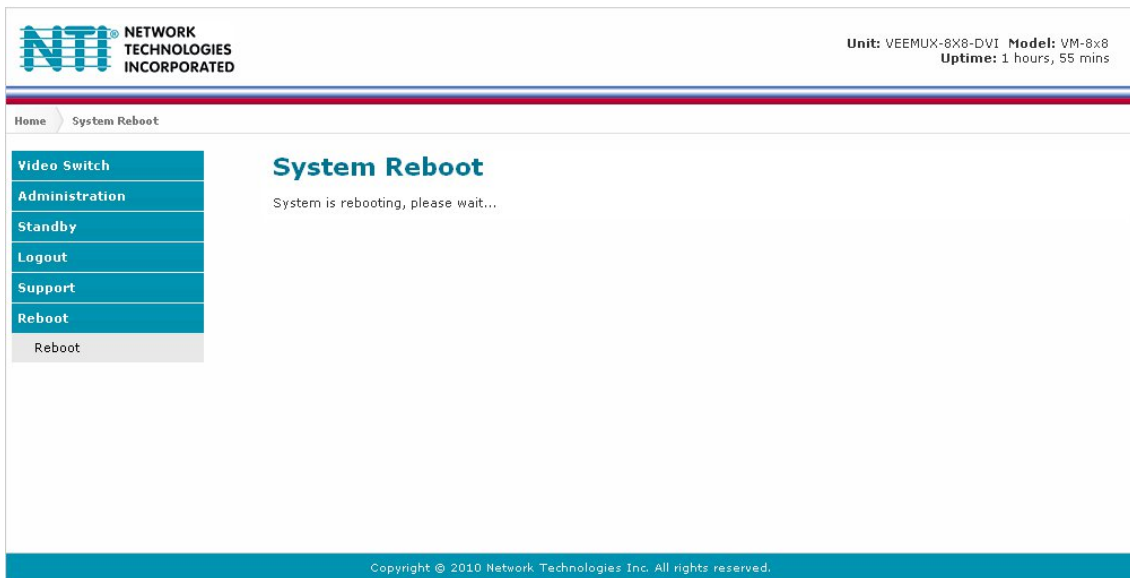 NTI® NETWORK
TECHNOLOGIES
INCORPORATED
Unit: VEEMUX-8X8-DVI Model: VM-8x8
Uptime: 1 hours, 55 mins
Home System Reboot
Video Switch
Administration
Standby
Logout
Support
Reboot
Reboot
System Reboot
System is rebooting, please wait...
Copyright © 2010 Network Technologies Inc. All rights reserved.